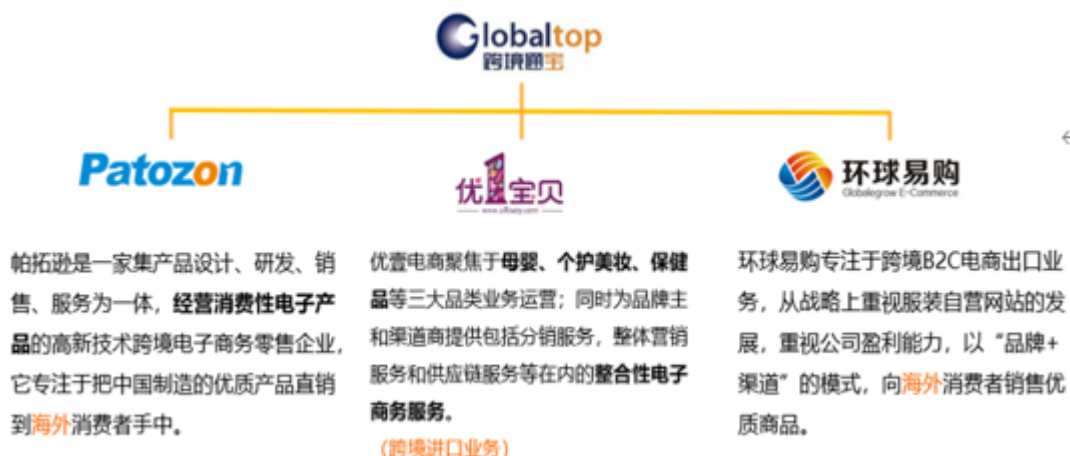 Globaltop
跨境通宝
Patozon
优1宝贝
环球易购
Globalegrow E-Commerce
帕拓逊是一家集产品设计、研发、销
售、服务为一体，经营消费性电子产
品的高新技术跨境电子商务零售企业，
它专注于把中国制造的优质产品直销
到海外消费者手中。
优壹电商聚焦于母婴、个护美妆、保健
品等三大品类业务运营；同时为品牌主
和渠道商提供包括分销服务，整体营销
服务和供应链服务等在内的整合性电子
商务服务。
（跨境进口业务）
环球易购专注于跨境B2C电商出口业
务，从战略上重视服装自营网站的发
展，重视公司盈利能力，以“品牌+
渠道”的模式，向海外消费者销售优
质商品。